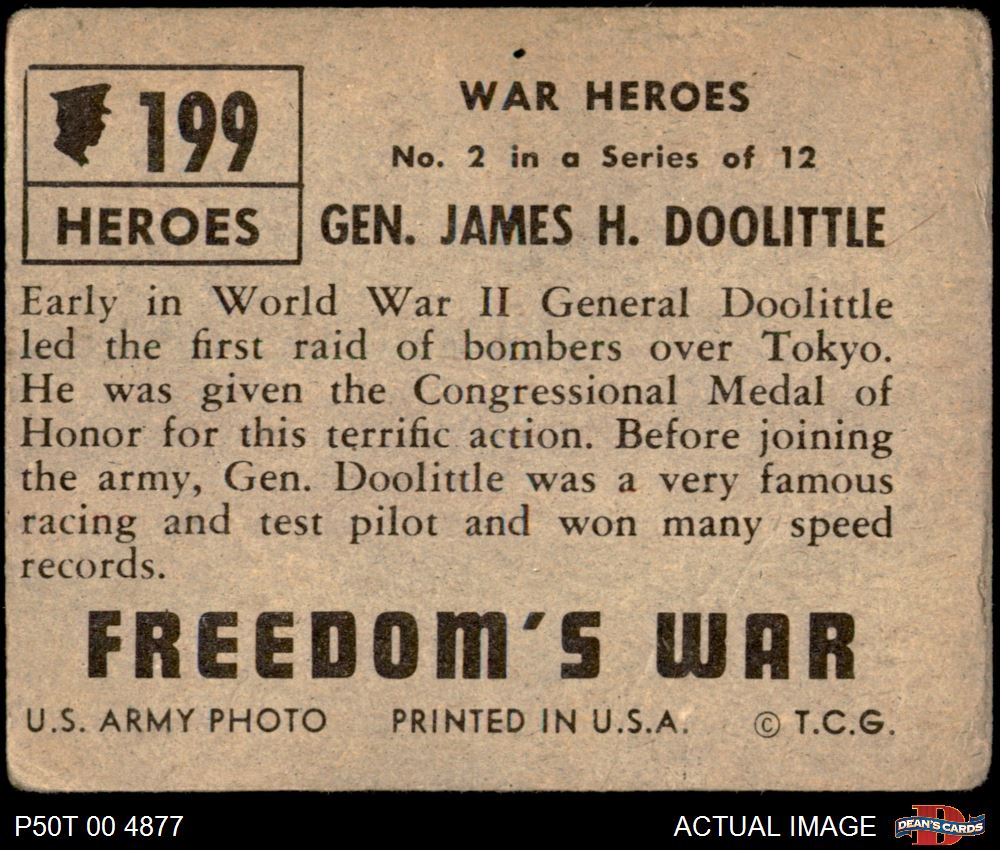 199
HEROES
WAR HEROES
No. 2 in a Series of 12
GEN. JAMES H. DOOLITTLE
Early in World War II General Doolittle
led the first raid of bombers over Tokyo.
He was given the Congressional Medal of
Honor for this terrific action. Before joining
the army, Gen. Doolittle was a very famous
racing and test pilot and won many speed
records.
FREEDOM'S WAR
U.S. ARMY PHOTO PRINTED IN U.S.A. © T.C.G.
P50T 00 4877 ACTUAL IMAGE D DEAN'S CARDS